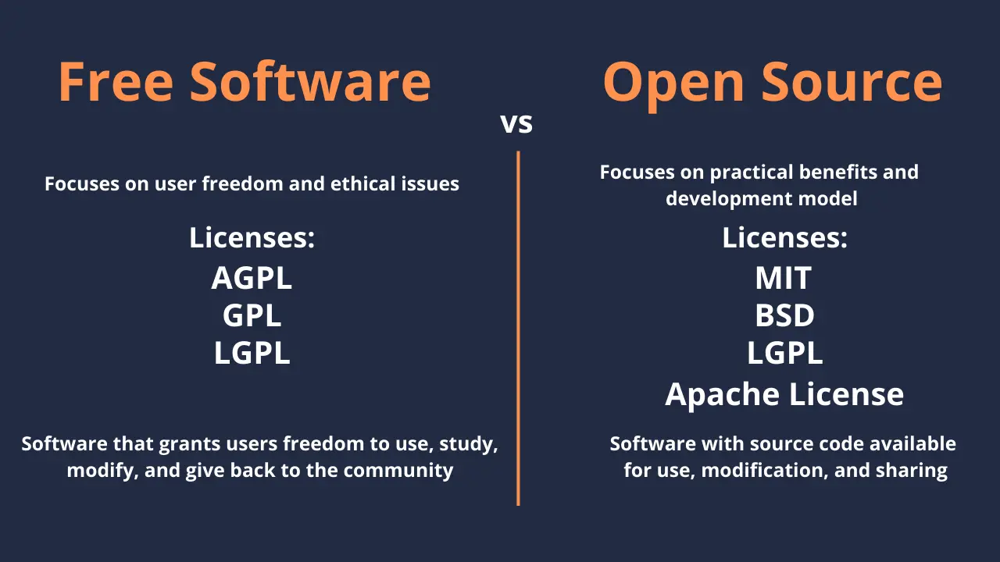 Free Software
vs
Open Source
Focuses on user freedom and ethical issues
Licenses:
AGPL
GPL
LGPL
Software that grants users freedom to use, study,
modify, and give back to the community
Focuses on practical benefits and
development model
Licenses:
MIT
BSD
LGPL
Apache License
Software with source code available
for use, modification, and sharing